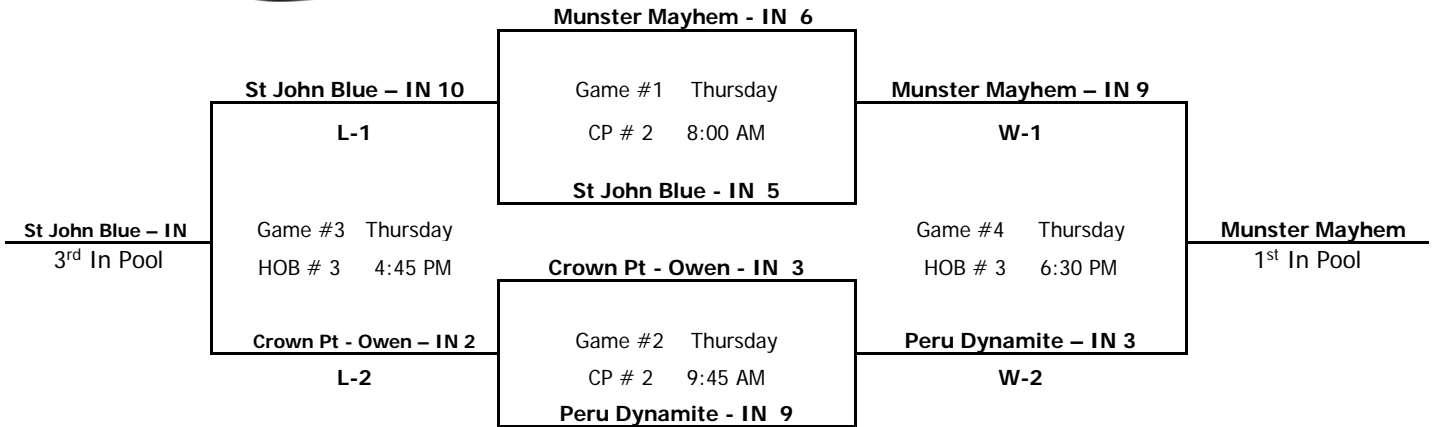 Munster Mayhem - IN 6
St John Blue – IN 10 Game #1 Thursday Munster Mayhem – IN 9
L-1 CP # 2 8:00 AM W-1
St John Blue - IN 5
St John Blue – IN Game #3 Thursday Game #4 Thursday Munster Mayhem
3rd In Pool HOB # 3 4:45 PM Crown Pt - Owen - IN 3 HOB # 3 6:30 PM 1st In Pool
Crown Pt - Owen – IN 2 Game #2 Thursday Peru Dynamite – IN 3
L-2 CP # 2 9:45 AM W-2
Peru Dynamite - IN 9